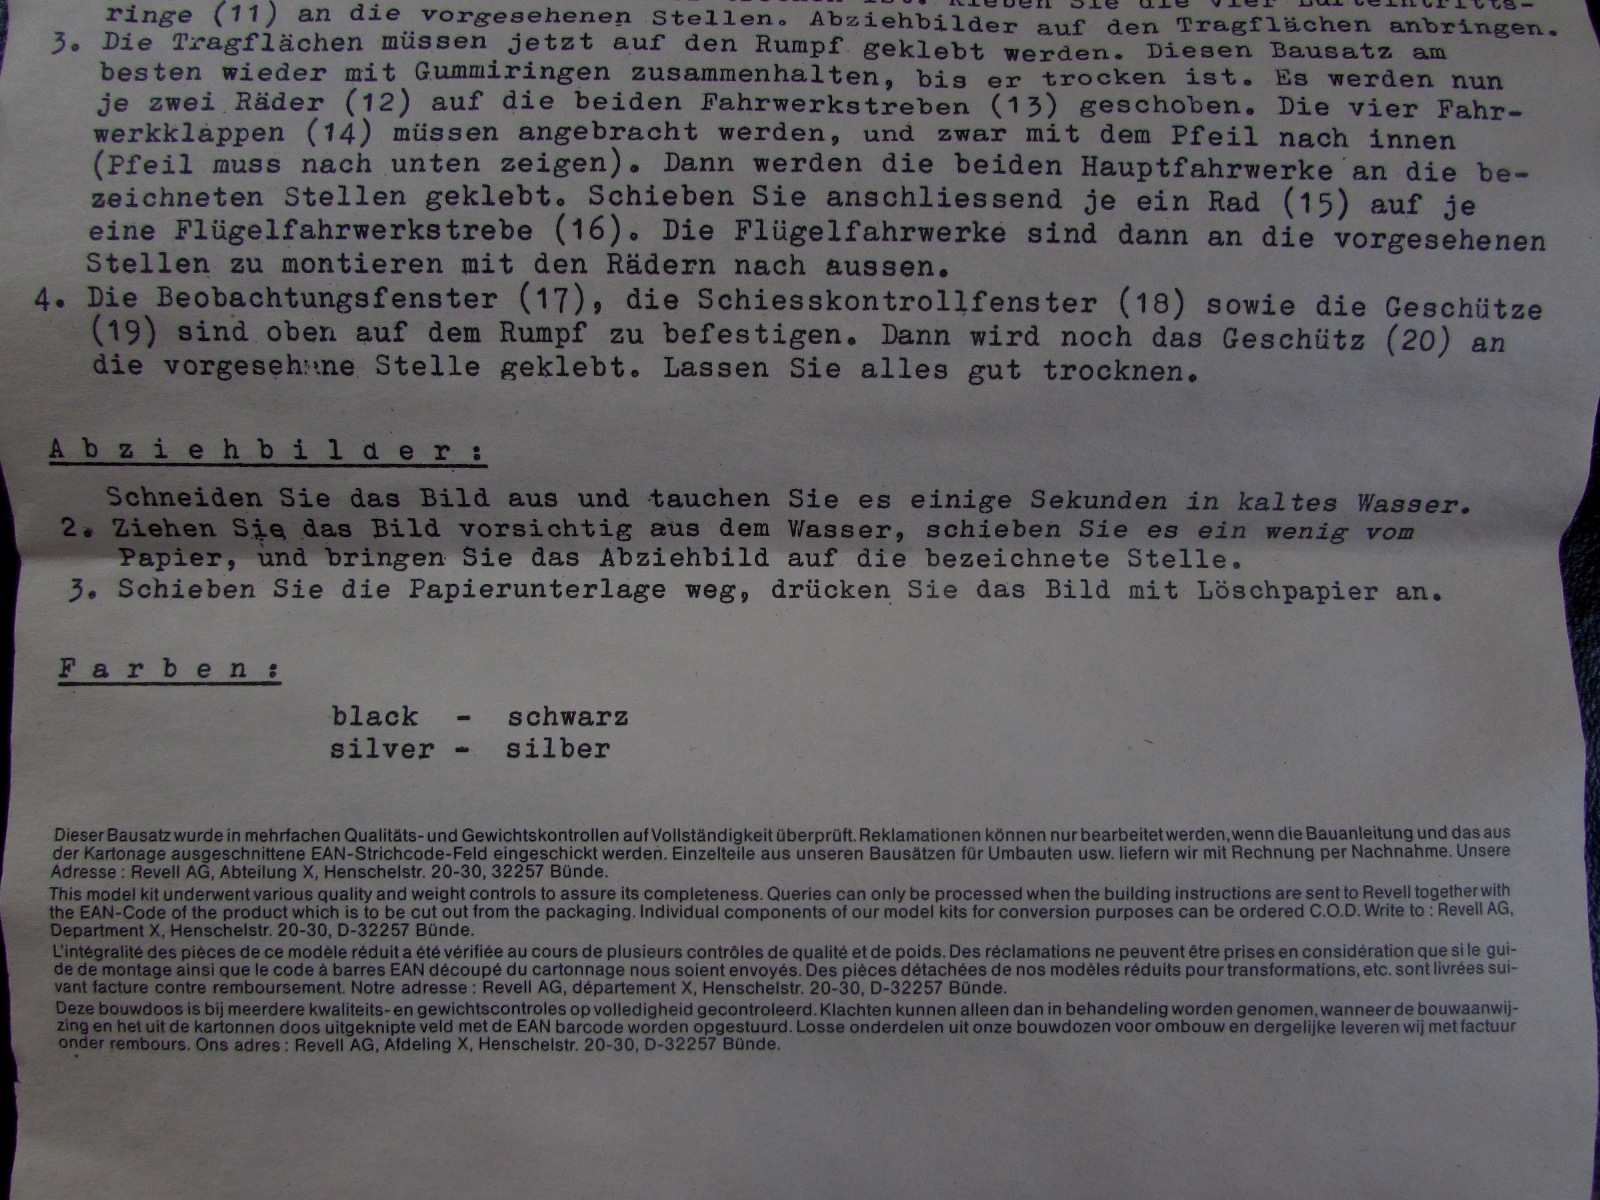 ringe (11) an die vorgesehenen Stellen. Abziehbilder auf den Tragflächen anbringen.
3. Die Tragflächen müssen jetzt auf den Rumpf geklebt werden. Diesen Bausatz am
besten wieder mit Gummiringen zusammenhalten, bis er trocken ist. Es werden nun
je zwei Räder (12) auf die beiden Fahrwerkstreben (13) geschoben. Die vier Fahr-
werkklappen (14) müssen angebracht werden, und zwar mit dem Pfeil nach innen
(Pfeil muss nach unten zeigen). Dann werden die beiden Hauptfahrwerke an die be-
zeichneten Stellen geklebt. Schieben Sie anschliessend je ein Rad (15) auf je
eine Flügelfahrwerkstrebe (16). Die Flügelfahrwerke sind dann an die vorgesehenen
Stellen zu montieren mit den Rädern nach aussen.
4. Die Beobachtungsfenster (17), die Schiesskontrollfenster (18) sowie die Geschütze
(19) sind oben auf dem Rumpf zu befestigen. Dann wird noch das Geschütz (20) an
die Stelle geklebt. Lassen Sie alles gut trocknen.
Abziehbilder:
Schneiden Sie das Bild aus und tauchen Sie es einige Sekunden in kaltes Wasser.
2. Ziehen Sie das Bild vorsichtig aus dem Wasser, schieben Sie es ein wenig vom
Papier, und bringen Sie das Abziehbild auf die bezeichnete Stelle.
3. Schieben Sie die Papierunterlage weg, drücken Sie das Bild mit Löschpapier an.
Farben:
black - schwarz
silver - silber
Dieser Bausatz wurde in mehrfachen Qualitäts- und Gewichtskontrollen auf Vollständigkeit überprüft. Reklamationen können nur bearbeitet werden, wenn die Bauanleitung und das aus
der Kartonage ausgeschnittene EAN-Strichcode-Feld eingeschickt werden. Einzelteile aus unseren Bausätzen für Umbauten usw. liefern wir mit Rechnung per Nachnahme. Unsere
Adresse : Revell AG, Abteilung X, Henschelstr. 20-30, 32257 Bünde.
This model kit underwent various quality and weight controls to assure its completeness. Queries can only be processed when the building instructions are sent to Revell together with
the EAN-Code of the product which is to be cut out from the packaging. Individual components of our model kits for conversion purposes can be ordered C.O.D. Write to : Revell AG,
Department X, Henschelstr. 20-30, D-32257 Bünde.
L'intégralité des pièces de ce modèle réduit a été vérifiée au cours de plusieurs contrôles de qualité et de poids. Des réclamations ne peuvent être prises en considération que si le gui-
de de montage ainsi que le code à barres EAN découpé du cartonnage nous soient envoyés. Des pièces détachées de nos modèles réduits pour transformations, etc. sont livrées sui-
vant facture contre remboursement. Notre adresse : Revell AG, département X, Henschelstr. 20-30, D-32257 Bünde.
Deze bouwdoos is bij meerdere kwaliteits- en gewichtscontroles op volledigheid gecontroleerd. Klachten kunnen alleen dan in behandeling worden genomen, wanneer de bouwaanwij-
zing en het uit de kartonnen doos uitgeknipte veld met de EAN barcode worden opgestuurd. Losse onderdelen uit onze bouwdozen voor ombouw en dergelijke leveren wij met factuur
onder rembours. Ons adres : Revell AG, Afdeling X, Henschelstr. 20-30, D-32257 Bünde.